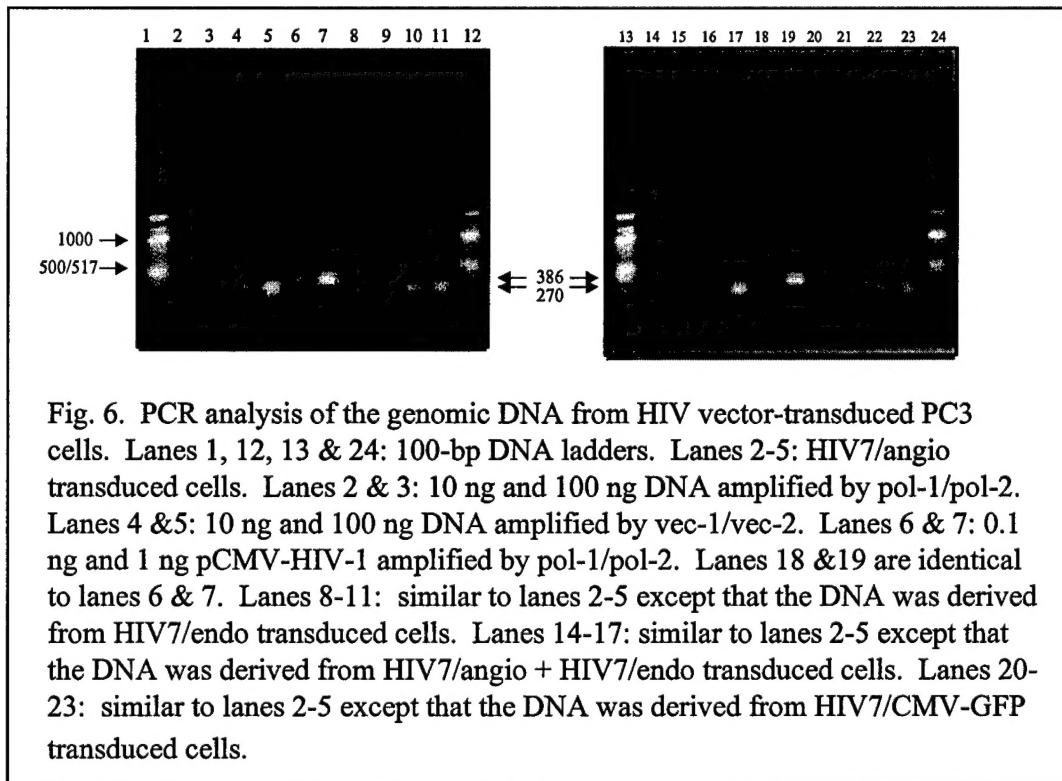 1 2 3 4 5 6 7 8 9 10 11 12
13 14 15 16 17 18 19 20 21 22 23 24
1000
500/517
386
270
Fig. 6. PCR analysis of the genomic DNA from HIV vector-transduced PC3
cells. Lanes 1, 12, 13 & 24: 100-bp DNA ladders. Lanes 2-5: HIV7/angio
transduced cells. Lanes 2 & 3: 10 ng and 100 ng DNA amplified by pol-1/pol-2.
Lanes 4 &5: 10 ng and 100 ng DNA amplified by vec-1/vec-2. Lanes 6 & 7: 0.1
ng and 1 ng pCMV-HIV-1 amplified by pol-1/pol-2. Lanes 18 &19 are identical
to lanes 6 & 7. Lanes 8-11: similar to lanes 2-5 except that the DNA was derived
from HIV7/endo transduced cells. Lanes 14-17: similar to lanes 2-5 except that
the DNA was derived from HIV7/angio + HIV7/endo transduced cells. Lanes 20-
23: similar to lanes 2-5 except that the DNA was derived from HIV7/CMV-GFP
transduced cells.